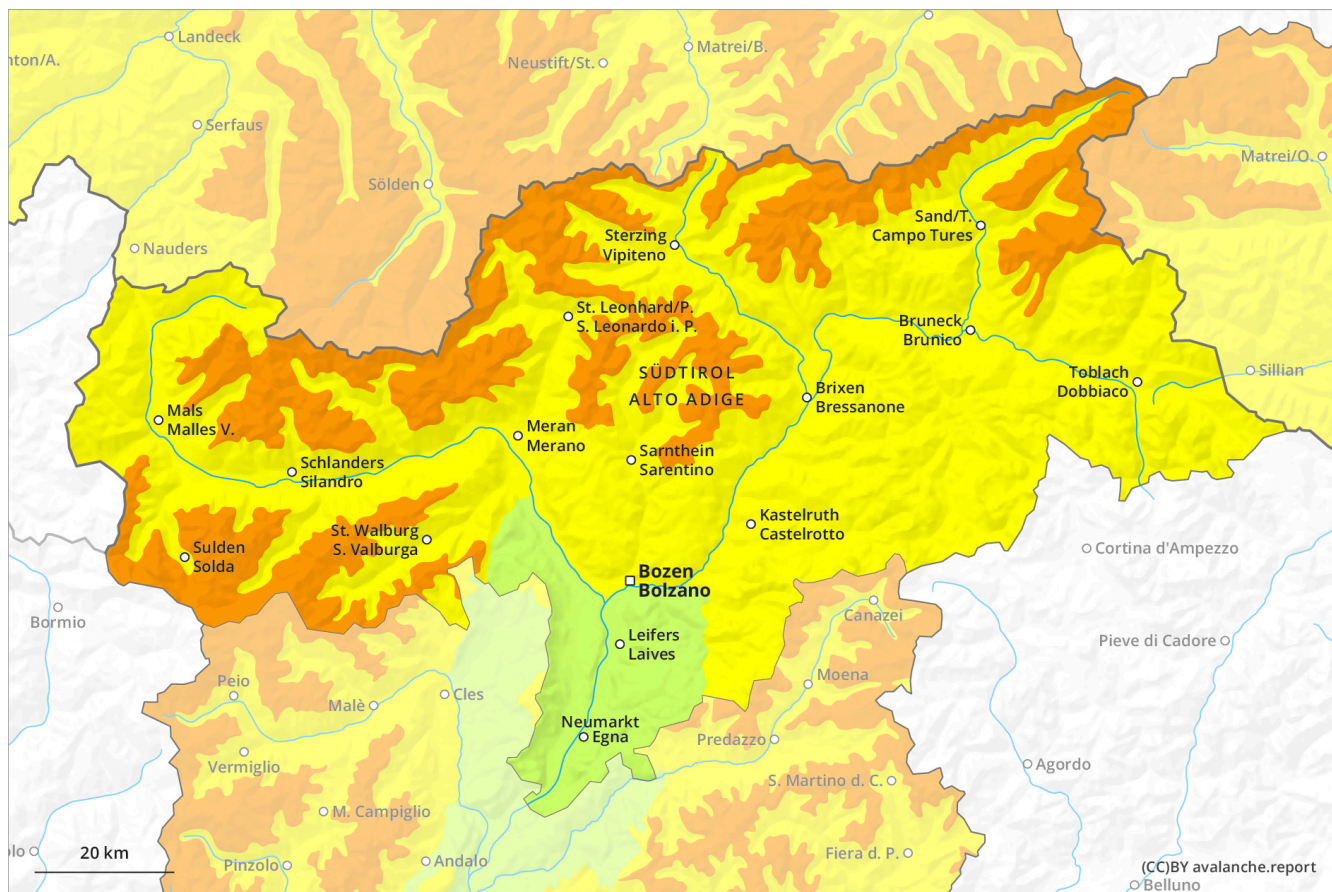 Landeck
nton/A.
Matrei/B.
Neustift/St.
Serfaus
Matrei/O.
Sölden
Sand/T.
Campo Tures
Sterzing
Vipiteno
Nauders
St. Leonhard/P.
S. Leonardo i. P.
Bruneck
Brunico
SÜDTIROL
ALTO ADIGE
Toblach
Dobbiaco
Sillian
Brixen
Bressanone
Mals
Malles V.
Meran
Merano
Schlanders
Silandro
Sarnthein
Sarentino
Kastelruth
Castelrotto
St. Walburg
S. Valburga
Sulden
Solda
Cortina d'Ampezzo
Bozen
Bolzano
Bormio
Canazei
Leifers
Laives
Pieve di Cadore
Peio
Moena
Malè
Cles
Neumarkt
Egna
Predazzo
Vermiglio
Agordo
S. Martino d. C.
M. Campiglio
olo
20 km
Pinzolo
Andalo
Fiera d. P.
(CC)BY avalanche.report
Belluno